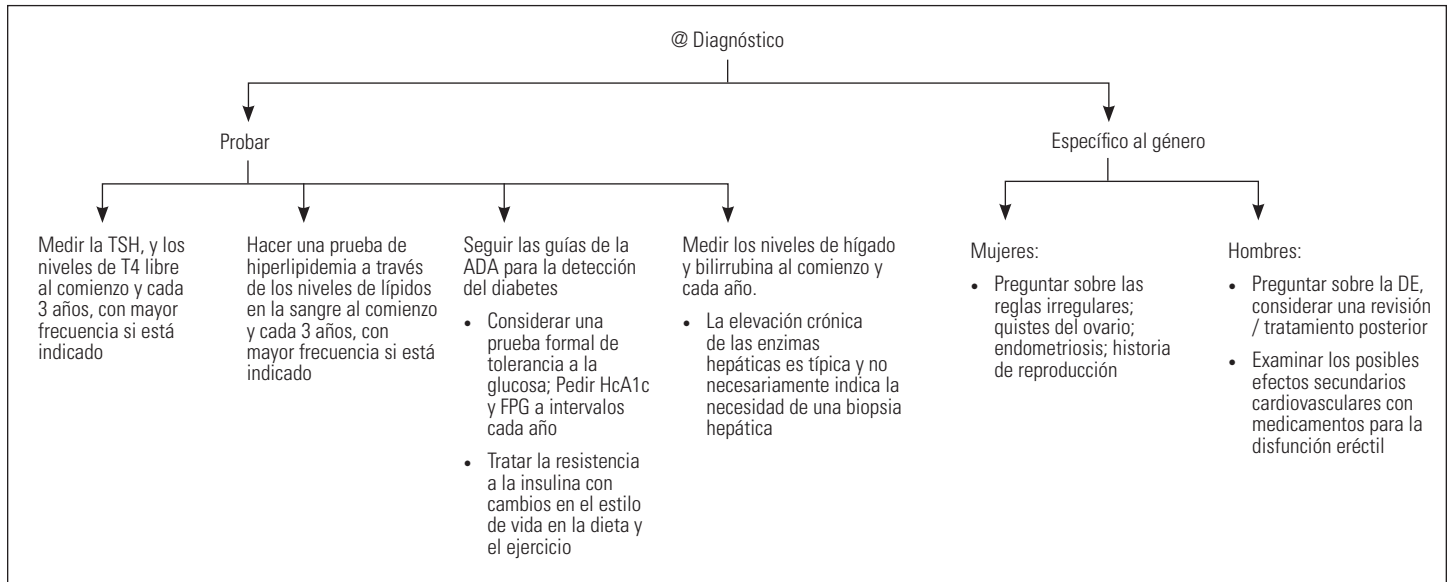 @ Diagnóstico
Probar
Específico al género
Medir la TSH, y los
niveles de T4 libre
al comienzo y cada
3 años, con mayor
frecuencia si está
indicado
Hacer una prueba de
hiperlipidemia a través
de los niveles de lípidos
en la sangre al comienzo
y cada 3 años, con
mayor frecuencia si está
indicado
Seguir las guías de la
ADA para la detección
del diabetes
• Considerar una
prueba formal de
tolerancia a la
glucosa; Pedir HcA1c
y FPG a intervalos
cada año
• Tratar la resistencia
a la insulina con
cambios en el estilo
de vida en la dieta y
el ejercicio
Medir los niveles de hígado
y bilirrubina al comienzo y
cada año.
• La elevación crónica
de las enzimas
hepáticas es típica y no
necesariamente indica la
necesidad de una biopsia
hepática
Mujeres:
• Preguntar sobre las
reglas irregulares;
quistes del ovario;
endometriosis; historia
de reproducción
Hombres:
• Preguntar sobre la DE,
considerar una revisión
/ tratamiento posterior
• Examinar los posibles
efectos secundarios
cardiovasculares con
medicamentos para la
disfunción eréctil